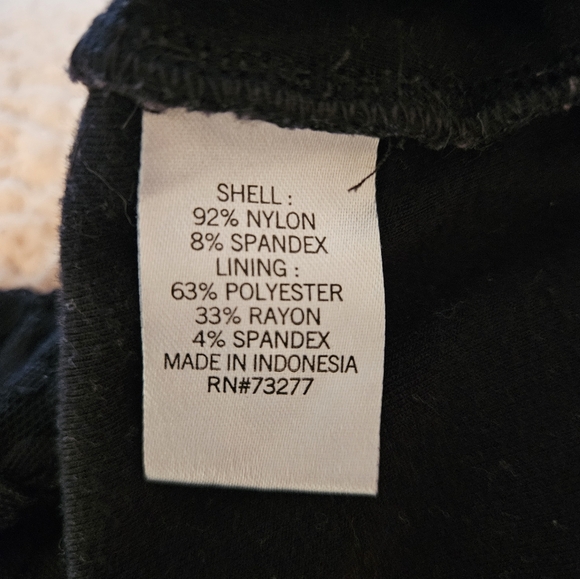 SHELL :
92% NYLON
8% SPANDEX
LINING :
63% POLYESTER
33% RAYON
4% SPANDEX
MADE IN INDONESIA
RN#73277